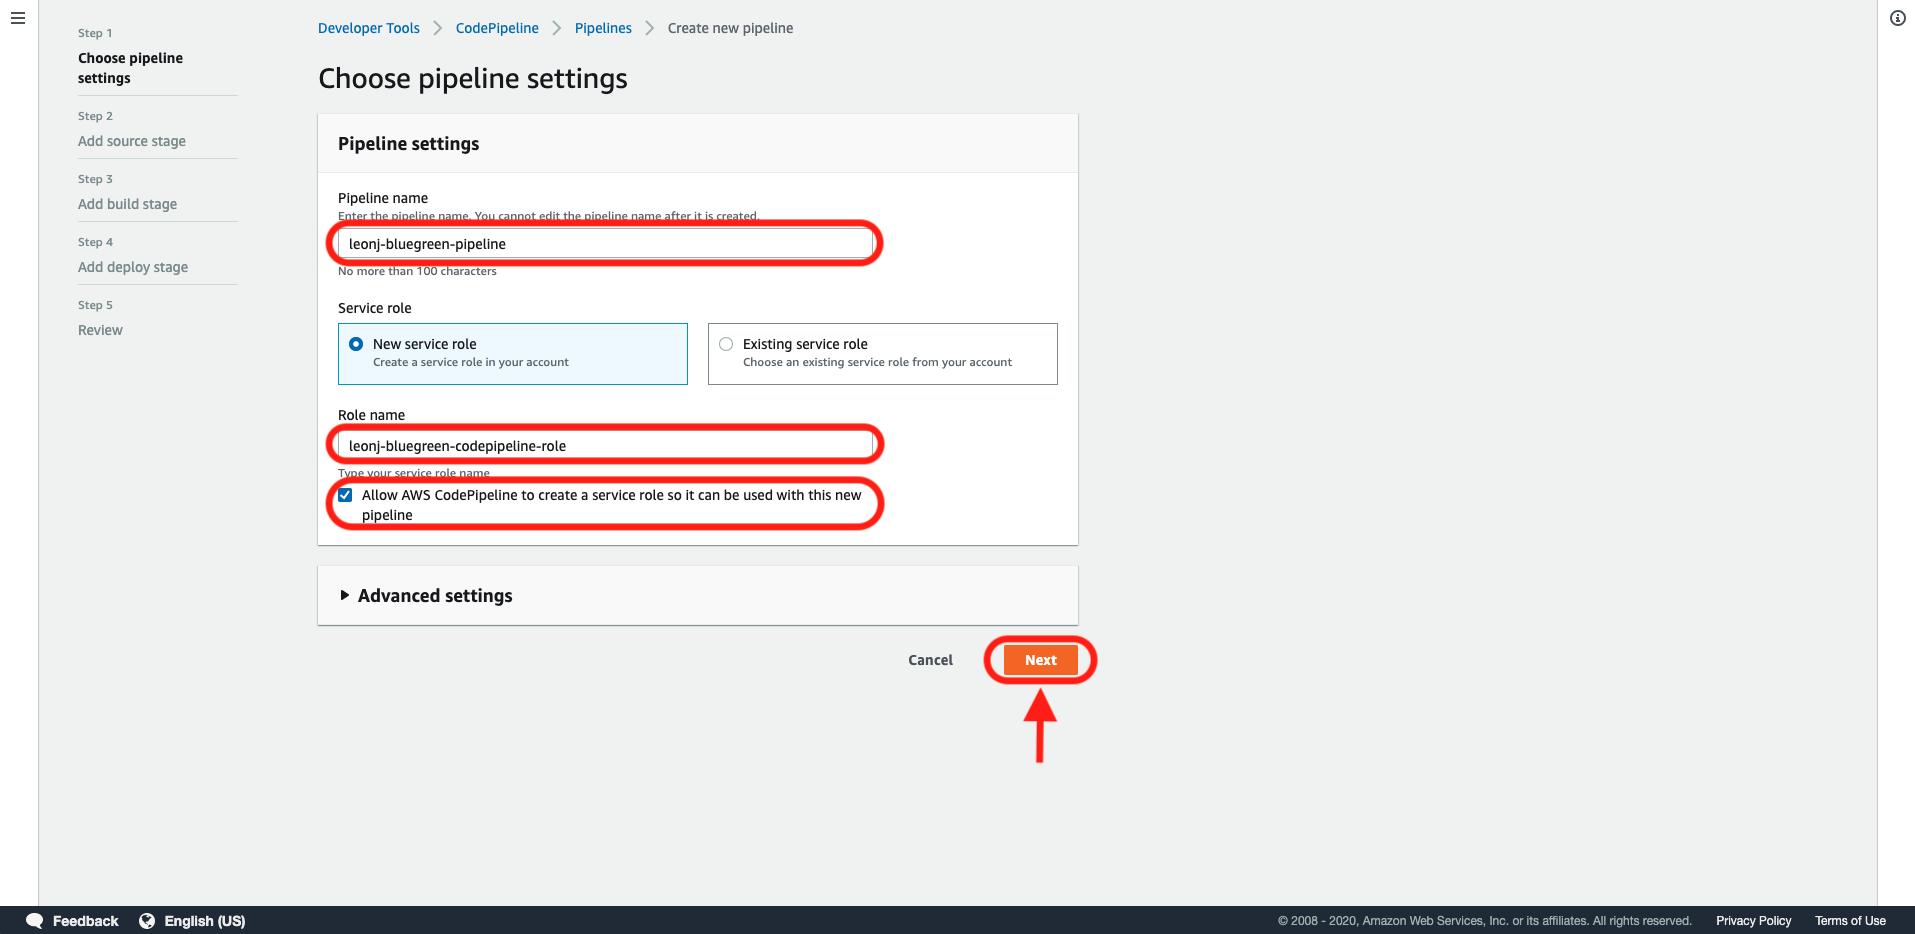 Step 1
Choose pipeline
settings
Step 2
Add source stage
Step 3
Add build stage
Step 4
Add deploy stage
Step 5
Review
Developer Tools
CodePipeline
Pipelines
Create new pipeline
Choose pipeline settings
Pipeline settings
Pipeline name
Enter the pipeline name. You cannot edit the pipeline name after it is created.
leonj-bluegreen-pipeline
No more than 100 characters
Service role
New service role
Create a service role in your account
Existing service role
Choose an existing service role from your account
Role name
leonj-bluegreen-codepipeline-role
Type your service role name
Allow AWS CodePipeline to create a service role so it can be used with this new
pipeline
Advanced settings
Cancel
Next
Feedback
English (US)
© 2008 - 2020, Amazon Web Services, Inc. or its affiliates. All rights reserved.
Privacy Policy
Terms of Use